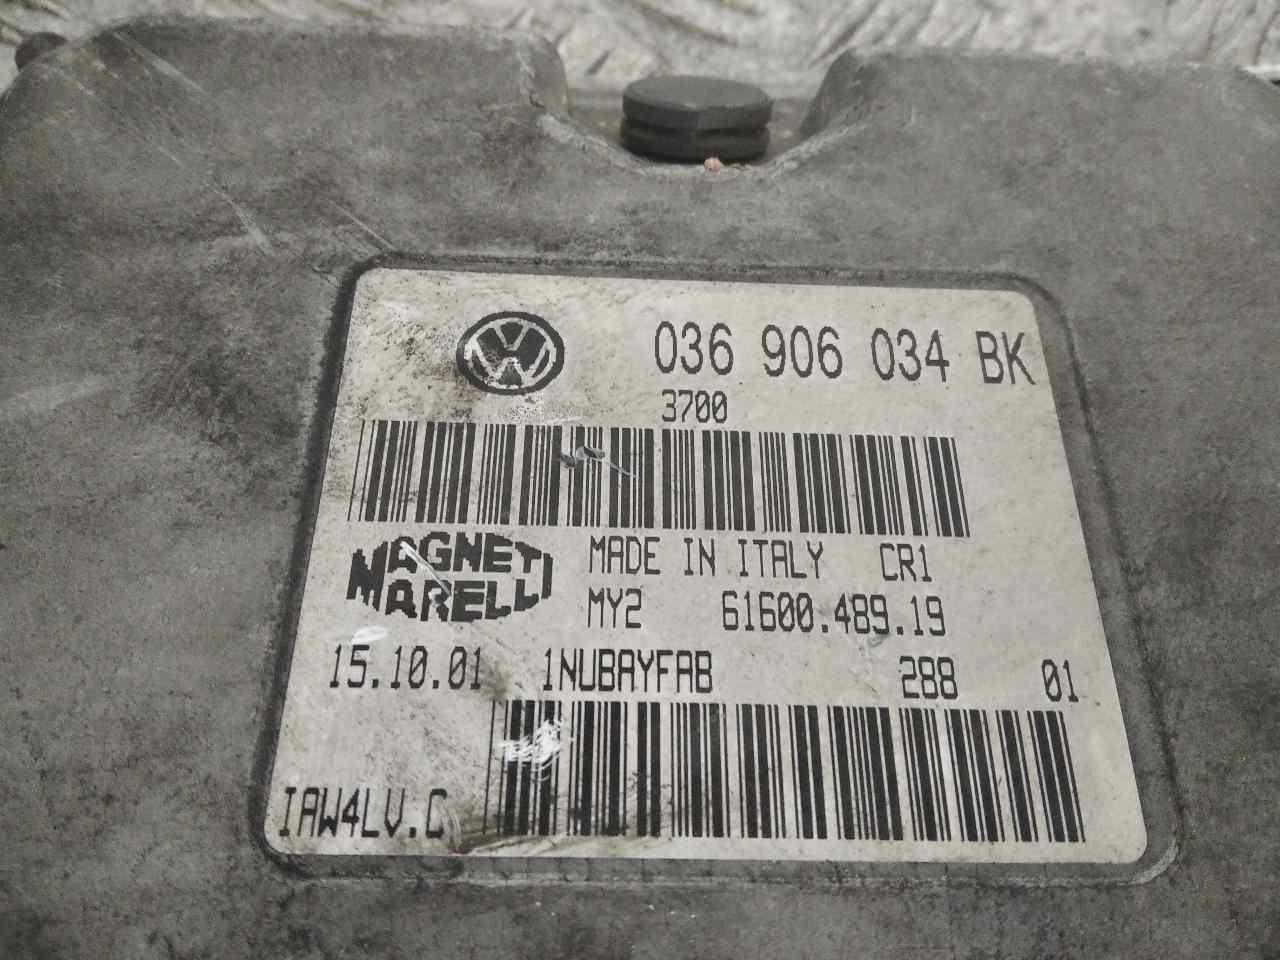 036 906 034 BK
3700
MAGNETI
MARELLI
MADE IN ITALY CR1
MY2 61600.489.19
15.10.01 1NUBAYFAB 288 01
IAW4LV.C